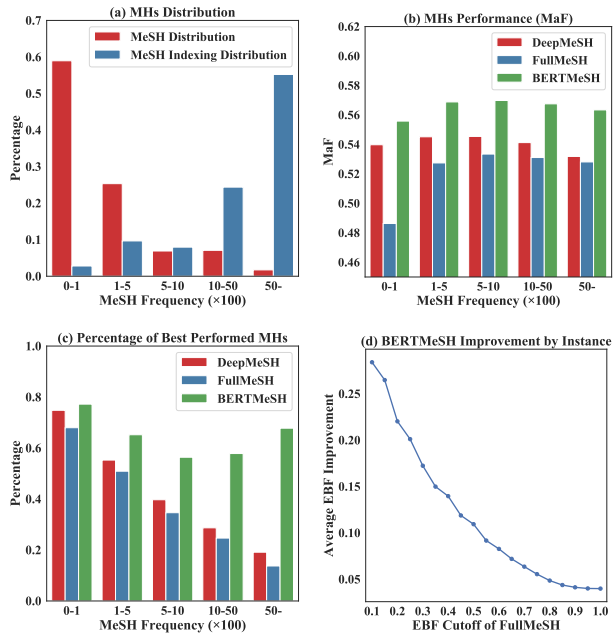 (a) MHs Distribution
0.7
0.6
0.5
0.4
0.3
0.2
0.1
0.0
Percentage
MeSH Distribution
MeSH Indexing Distribution
0-1
1-5
5-10
10-50
50-
MeSH Frequency (×100)
(b) MHs Performance (MaF)
0.62
0.60
0.58
0.56
0.54
0.52
0.50
0.48
0.46
MaF
DeepMeSH
FullMeSH
BERTMeSH
0-1
1-5
5-10
10-50
50-
MeSH Frequency (×100)
(c) Percentage of Best Performed MHs
1.0
0.8
0.6
0.4
0.2
0.0
Percentage
DeepMeSH
FullMeSH
BERTMeSH
0-1
1-5
5-10
10-50
50-
MeSH Frequency (×100)
(d) BERTMeSH Improvement by Instance
0.25
0.20
0.15
0.10
0.05
Average EBF Improvement
0.1
0.2
0.3
0.4
0.5
0.6
0.7
0.8
0.9
1.0
EBF Cutoff of FullMeSH